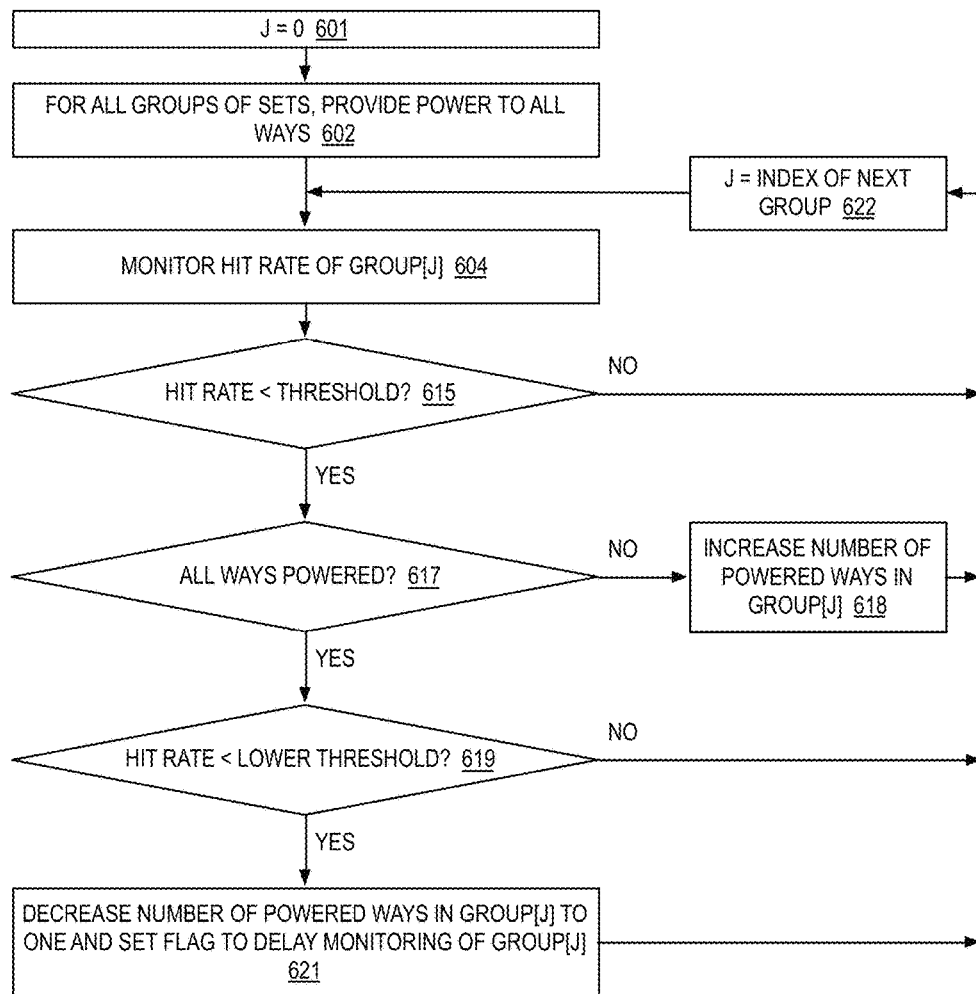 J = 0 601
FOR ALL GROUPS OF SETS, PROVIDE POWER TO ALL
WAYS 602
J = INDEX OF NEXT
GROUP 622
MONITOR HIT RATE OF GROUP[J] 604
HIT RATE < THRESHOLD? 615
NO
YES
ALL WAYS POWERED? 617
NO
INCREASE NUMBER OF
POWERED WAYS IN
GROUP[J] 618
YES
HIT RATE < LOWER THRESHOLD? 619
NO
YES
DECREASE NUMBER OF POWERED WAYS IN GROUP[J] TO
ONE AND SET FLAG TO DELAY MONITORING OF GROUP[J]
621